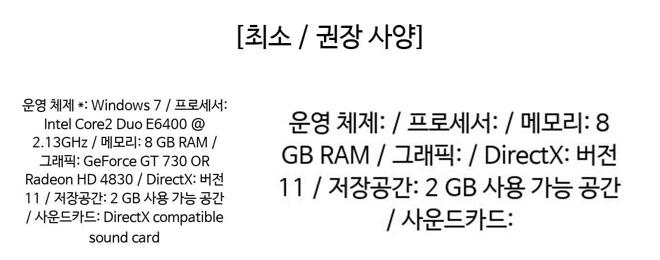 [최소 / 권장 사양]
운영 체제 *: Windows 7 / 프로세서:
Intel Core2 Duo E6400 @
2.13GHz / 메모리: 8 GB RAM /
그래픽: GeForce GT 730 OR
Radeon HD 4830 / DirectX: 버전
11 / 저장공간: 2 GB 사용 가능 공간
/ 사운드카드: DirectX compatible
sound card
운영 체제: / 프로세서: / 메모리: 8
GB RAM / 그래픽: / DirectX: 버전
11 / 저장공간: 2 GB 사용 가능 공간
/ 사운드카드: